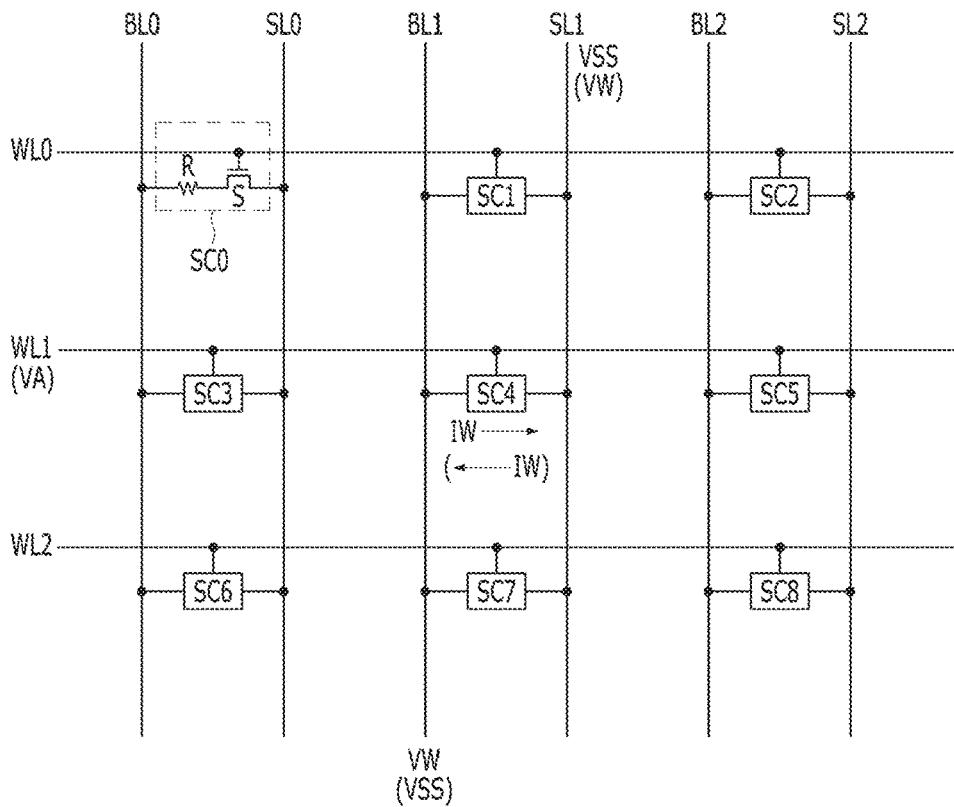 BL0 SL0 BL1 SL1 BL2 SL2
VSS
(VW)
WL0
R
S
SC1
SC2
SC0
WL1
(VA)
SC3
SC4
SC5
IW
( IW)
WL2
SC6
SC7
SC8
VW
(VSS)